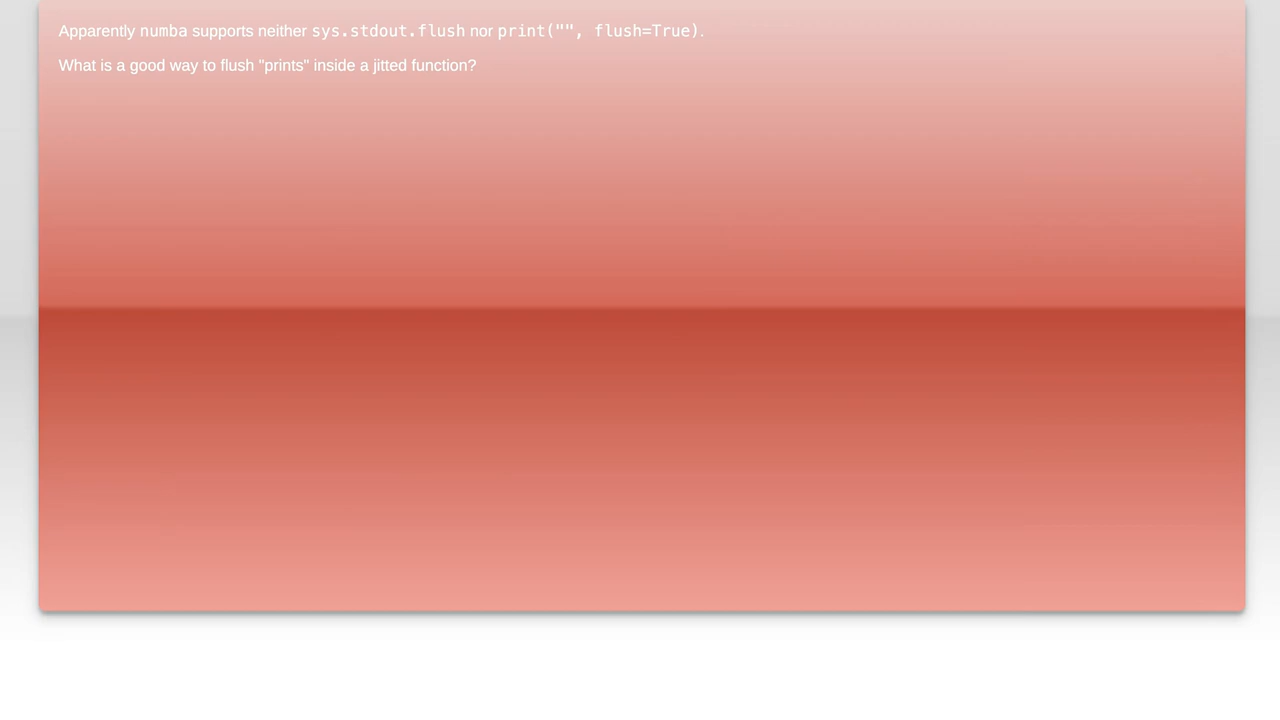 Apparently numba supports neither sys.stdout.flush nor print("", flush=True).
What is a good way to flush "prints" inside a jitted function?